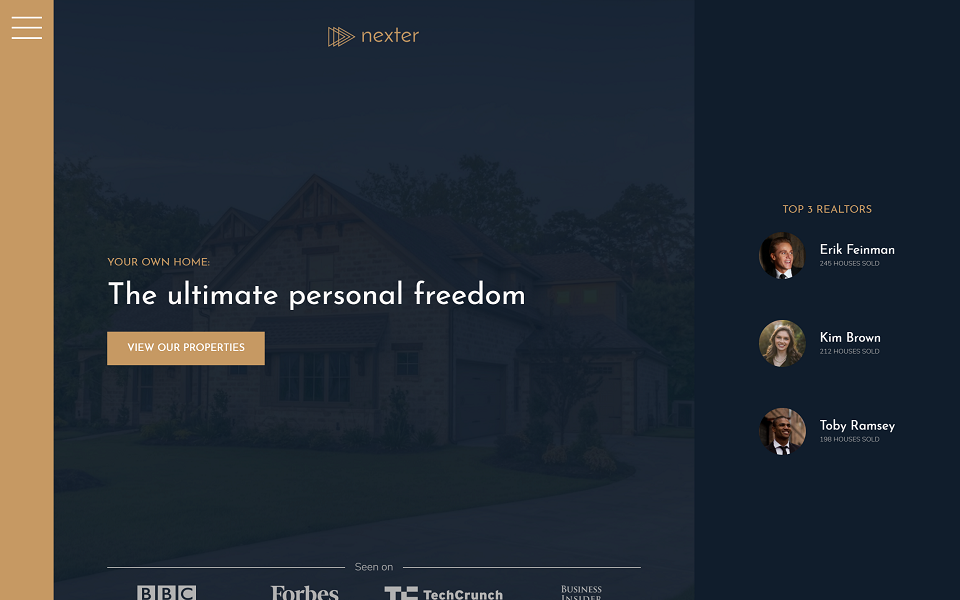 nexter
YOUR OWN HOME:
The ultimate personal freedom
VIEW OUR PROPERTIES
Seen on
BBC
Forbes
TechCrunch
BUSINESS
INSIDER
TOP 3 REALTORS
Erik Feinman
245 HOUSES SOLD
Kim Brown
212 HOUSES SOLD
Toby Ramsey
198 HOUSES SOLD